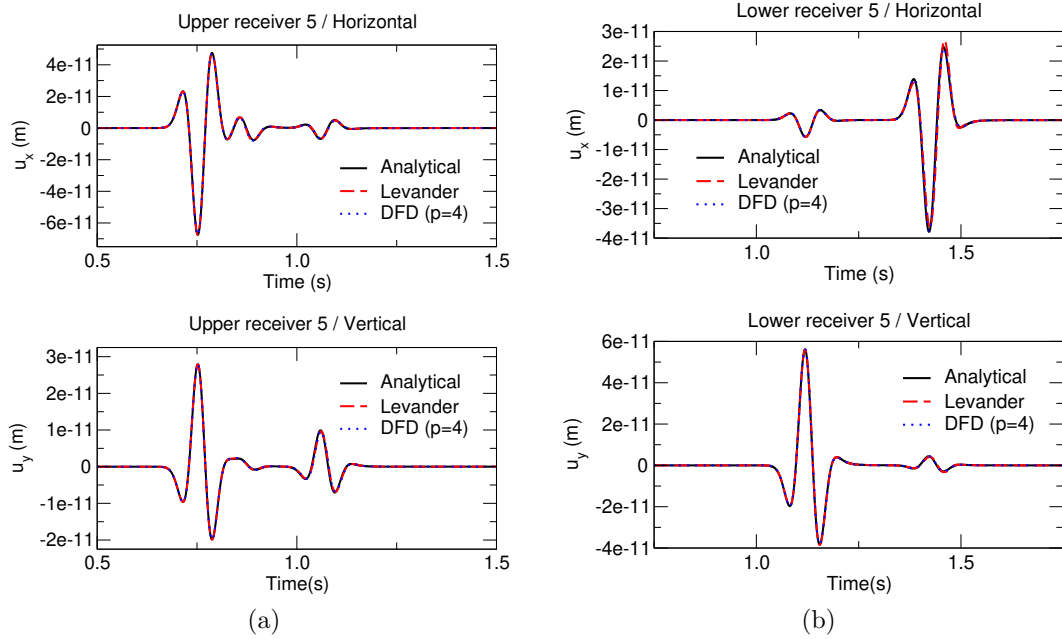 Upper receiver 5 / Horizontal
4e-11
2e-11
0
-2e-11
-4e-11
-6e-11
u_x (m)
Analytical
Levander
DFD (p=4)
0.5
1.0
1.5
Time (s)
Upper receiver 5 / Vertical
3e-11
2e-11
1e-11
0
-1e-11
-2e-11
u_y (m)
Analytical
Levander
DFD (p=4)
0.5
1.0
1.5
Time(s)
(a)
Lower receiver 5 / Horizontal
3e-11
2e-11
1e-11
0
-1e-11
-2e-11
-3e-11
-4e-11
u_x (m)
Analytical
Levander
DFD (p=4)
1.0
1.5
Time (s)
Lower receiver 5 / Vertical
6e-11
4e-11
2e-11
0
-2e-11
-4e-11
u_y (m)
Analytical
Levander
DFD (p=4)
1.0
1.5
Time(s)
(b)